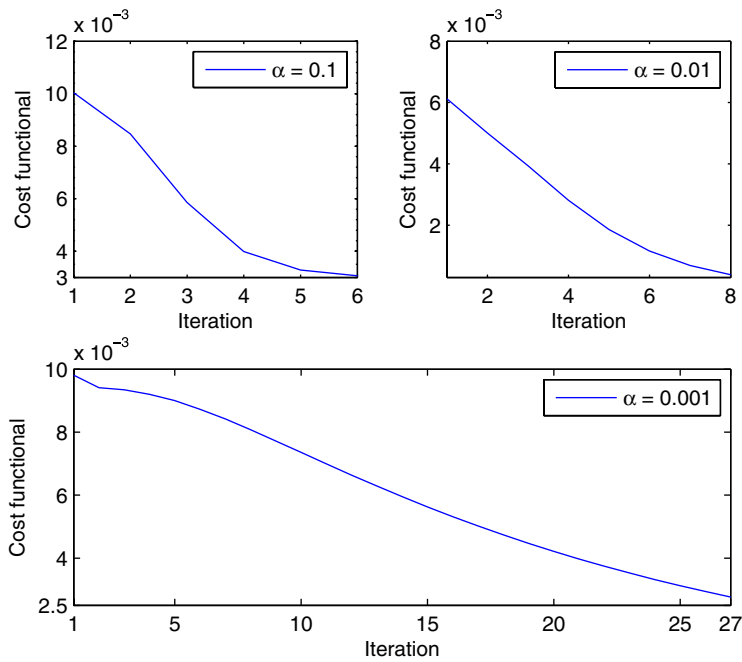 x 10⁻³
12
10
8
6
4
3
1 2 3 4 5 6
Cost functional
Iteration
α = 0.1
x 10⁻³
8
6
4
2
2 4 6 8
Cost functional
Iteration
α = 0.01
x 10⁻³
10
8
6
4
2.5
1 5 10 15 20 25 27
Cost functional
Iteration
α = 0.001